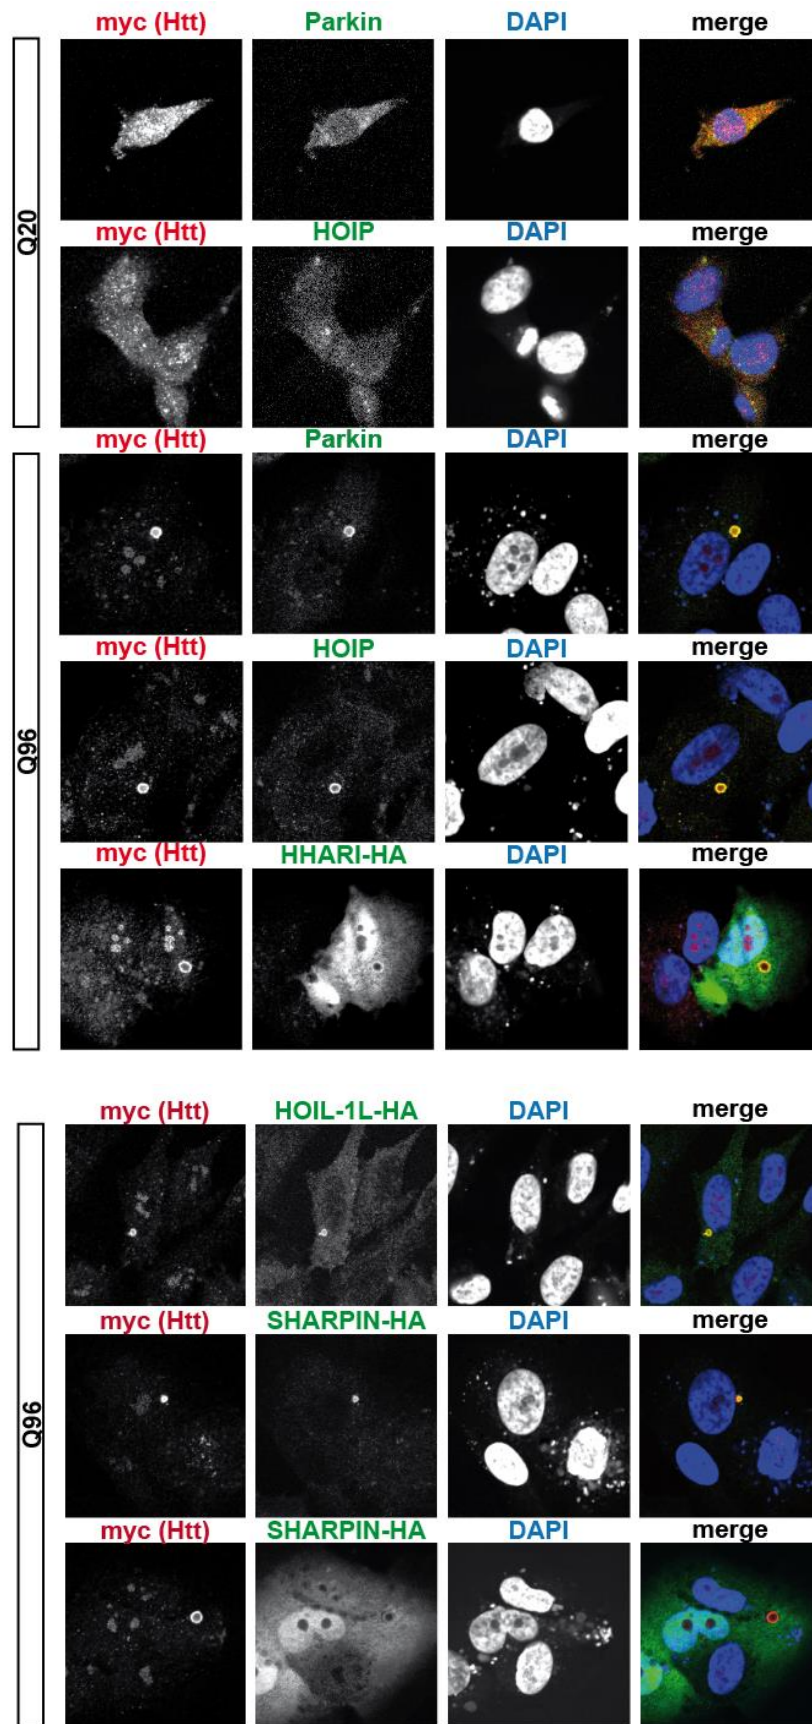 myc (Htt) Parkin DAPI merge
Q20
myc (Htt) HOIP DAPI merge
myc (Htt) Parkin DAPI merge
Q96
myc (Htt) HOIP DAPI merge
myc (Htt) HHARI-HA DAPI merge
myc (Htt) HOIL-1L-HA DAPI merge
Q96
myc (Htt) SHARPIN-HA DAPI merge
myc (Htt) SHARPIN-HA DAPI merge